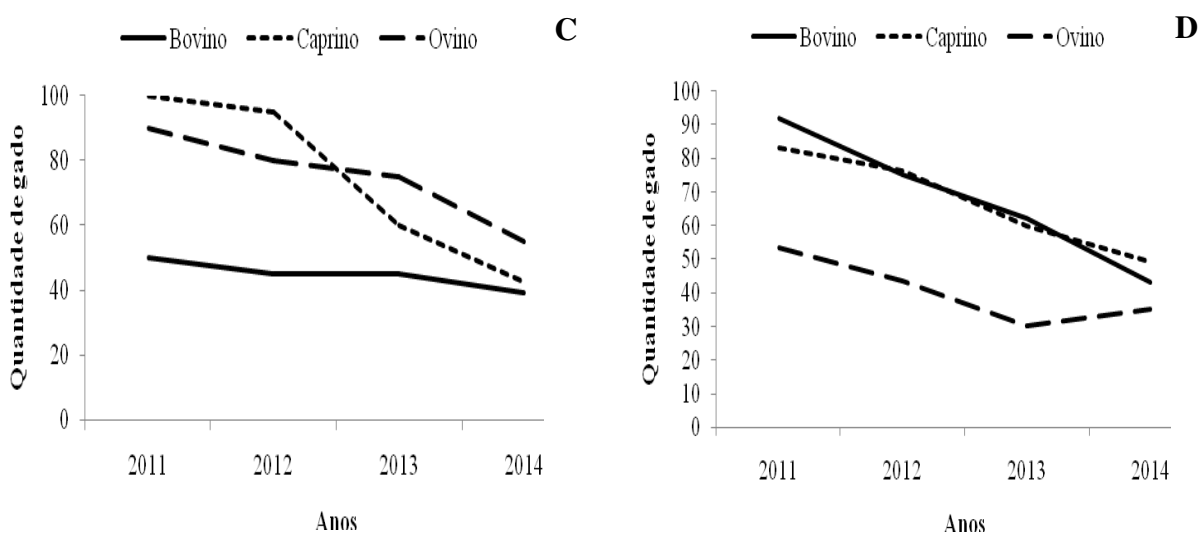 Bovino Caprino Ovino C
Quantidade de gado
100
80
60
40
20
0
2011 2012 2013 2014
Anos
Bovino Caprino Ovino D
Quantidade de gado
100
90
80
70
60
50
40
30
20
10
0
2011 2012 2013 2014
Anos